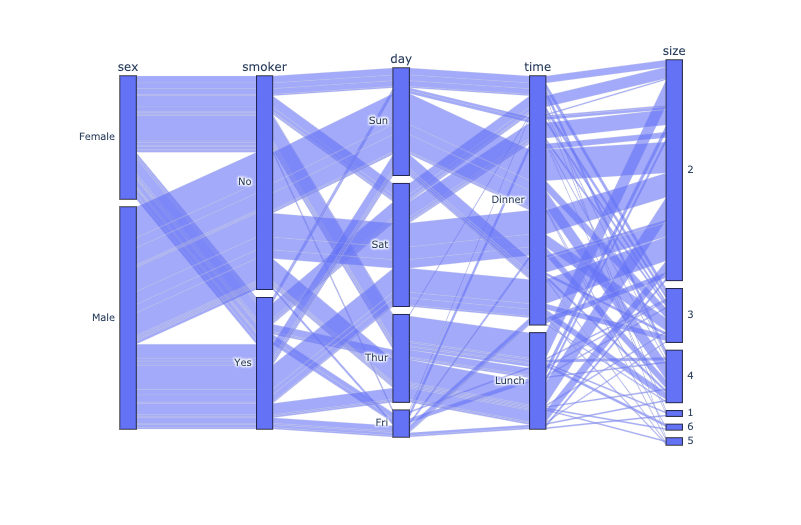 sex
smoker
day
time
size
Female
Male
No
Yes
Sun
Sat
Thur
Fri
Dinner
Lunch
2
3
4
1
6
5